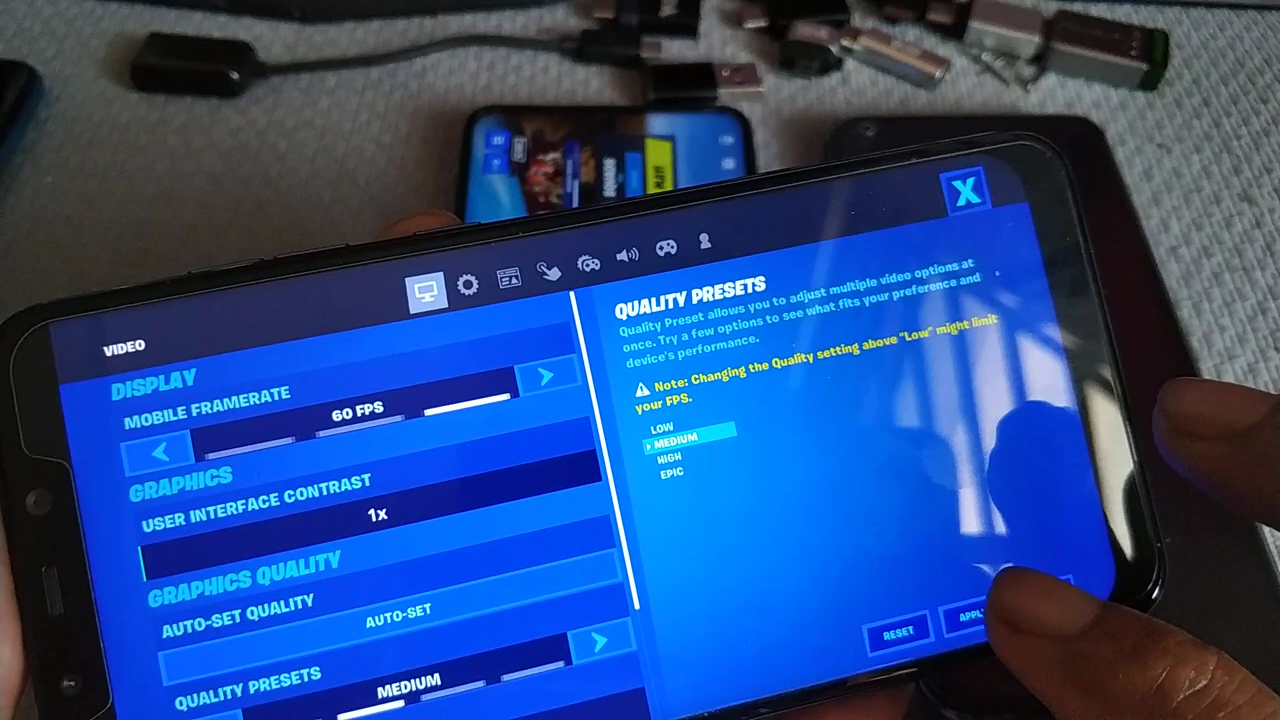 VIDEO
DISPLAY
MOBILE FRAMERATE
60 FPS
GRAPHICS
USER INTERFACE CONTRAST
1x
GRAPHICS QUALITY
AUTO-SET QUALITY
AUTO-SET
QUALITY PRESETS
MEDIUM
X
QUALITY PRESETS
Quality Preset allows you to adjust multiple video options at
once. Try a few options to see what fits your preference and
device's performance.
Note: Changing the Quality setting above "Low" might limit
your FPS.
LOW
MEDIUM
HIGH
EPIC
RESET
APPL
SQUADS
PLAY!